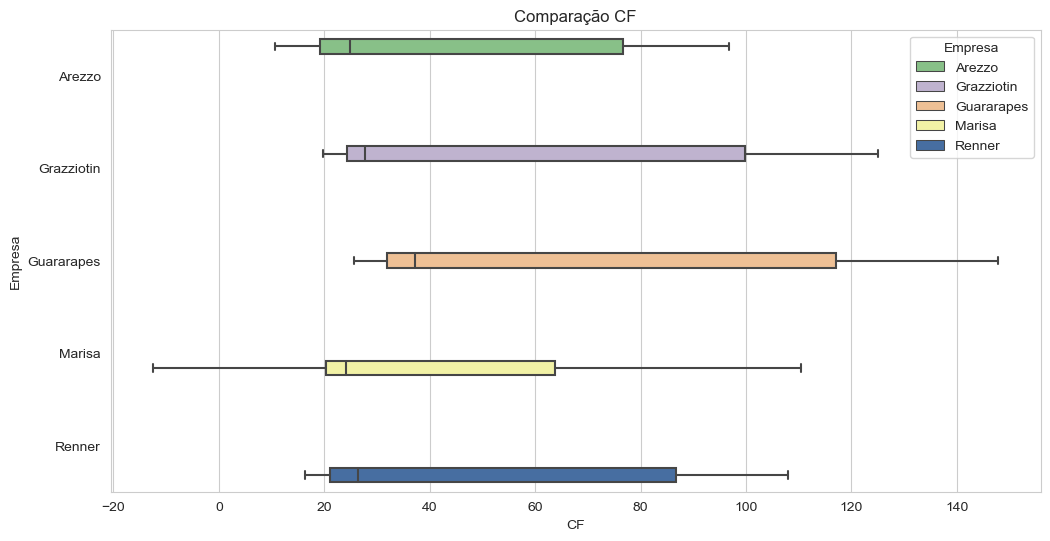 Comparação CF
Empresa
Arezzo
Grazziotin
Guararapes
Marisa
Renner
Empresa
Arezzo
Grazziotin
Guararapes
Marisa
Renner
−20 0 20 40 60 80 100 120 140
CF